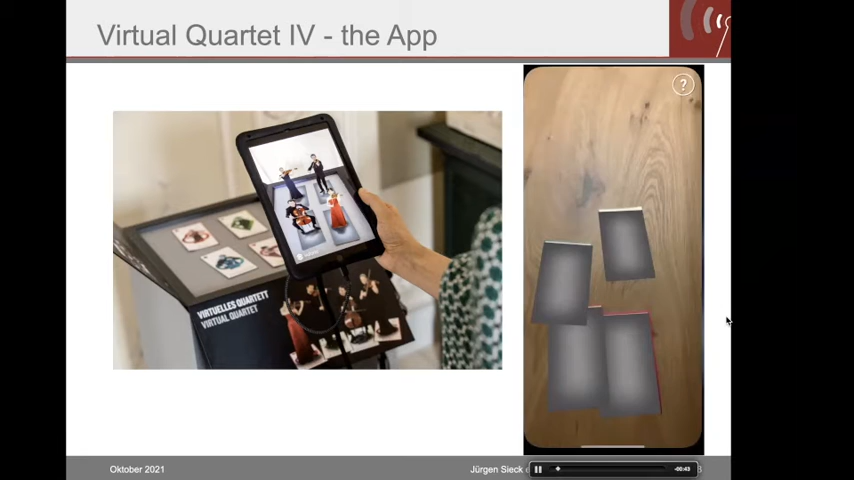 Virtual Quartet IV - the App
?
VIRTUELLES QUARTETT
VIRTUAL QUARTET
Oktober 2021
Jürgen Sieck
-00:43